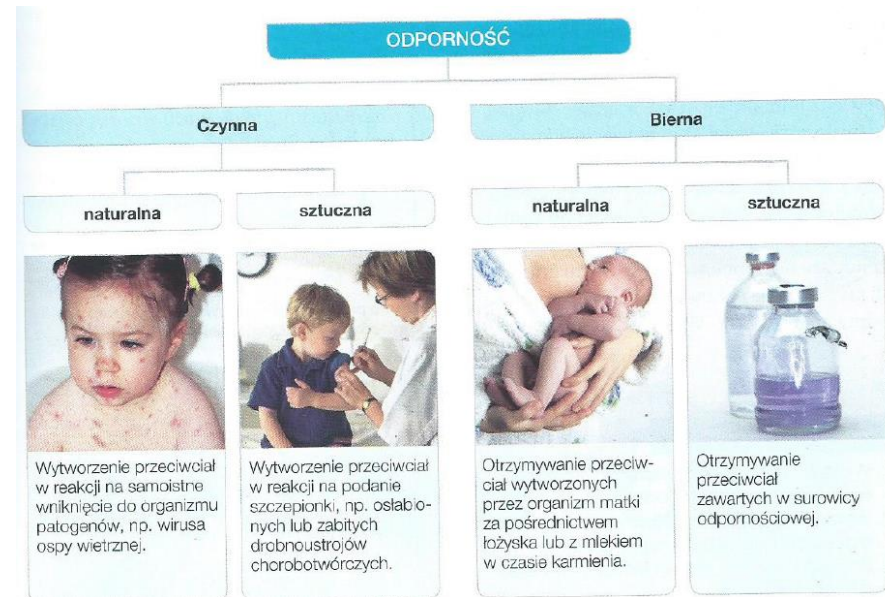 ODPORNOŚĆ
Czynna
Bierna
naturalna
sztuczna
naturalna
sztuczna
Wytworzenie przeciwciał
w reakcji na samoistne
wniknięcie do organizmu
patogenów, np. wirusa
ospy wietrznej.
Wytworzenie przeciwciał
w reakcji na podanie
szczepionki, np. osłabio-
nych lub zabitych
drobnoustrojów
chorobotwórczych.
Otrzymywanie przeciw-
ciał wytworzonych
przez organizm matki
za pośrednictwem
łożyska lub z mlekiem
w czasie karmienia.
Otrzymywanie
przeciwciał
zawartych w surowicy
odpornościowej.